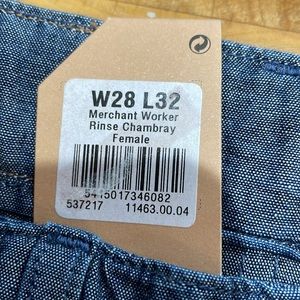 W28 L32
Merchant Worker
Rinse Chambray
Female
5415017346082
537217 11463.00.04